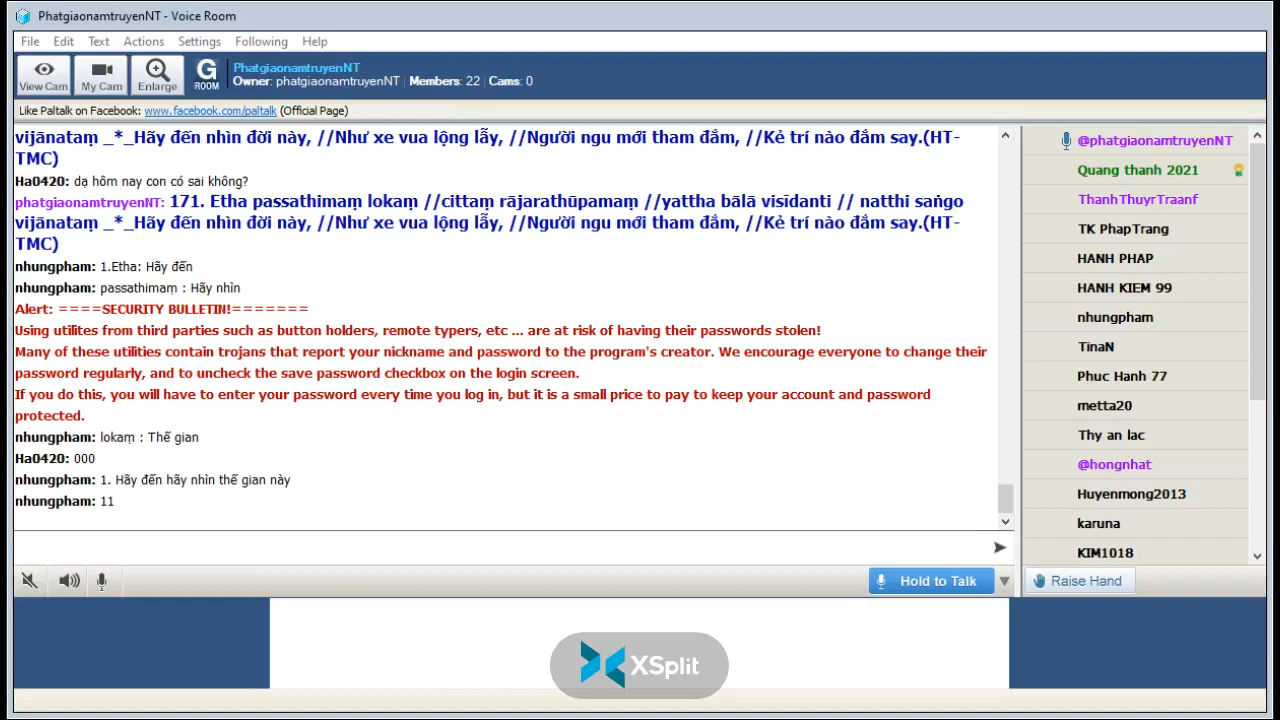 PhatgiaonamtruyenNT - Voice Room
File Edit Text Actions Settings Following Help
View Cam My Cam Enlarge G ROOM
PhatgiaonamtruyenNT
Owner: phatgiaonamtruyenNT | Members: 22 | Cams: 0
Like Paltalk on Facebook: www.facebook.com/paltalk (Official Page)
vijānataṃ _*_Hãy đến nhìn đời này, //Như xe vua lộng lẫy, //Người ngu mới tham đắm, //Kẻ trí nào đắm say.(HT-
TMC)
Ha0420: dạ hôm nay con có sai không?
phatgiaonamtruyenNT: 171. Etha passathimaṃ lokaṃ //cittaṃ rājarathūpamaṃ //yattha bālā visīdanti // natthi saṅgo
vijānataṃ _*_Hãy đến nhìn đời này, //Như xe vua lộng lẫy, //Người ngu mới tham đắm, //Kẻ trí nào đắm say.(HT-
TMC)
nhungpham: 1.Etha: Hãy đến
nhungpham: passathimaṃ : Hãy nhìn
Alert: ====SECURITY BULLETIN!=======
Using utilites from third parties such as button holders, remote typers, etc ... are at risk of having their passwords stolen!
Many of these utilities contain trojans that report your nickname and password to the program's creator. We encourage everyone to change their
password regularly, and to uncheck the save password checkbox on the login screen.
If you do this, you will have to enter your password every time you log in, but it is a small price to pay to keep your account and password
protected.
nhungpham: lokaṃ : Thế gian
Ha0420: 000
nhungpham: 1. Hãy đến hãy nhìn thế gian này
nhungpham: 11
@phatgiaonamtruyenNT
Quang thanh 2021
ThanhThuyrTraanf
TK PhapTrang
HANH PHAP
HANH KIEM 99
nhungpham
TinaN
Phuc Hanh 77
metta20
Thy an lac
@hongnhat
Huyenmong2013
karuna
KIM1018
Hold to Talk
Raise Hand
XSplit